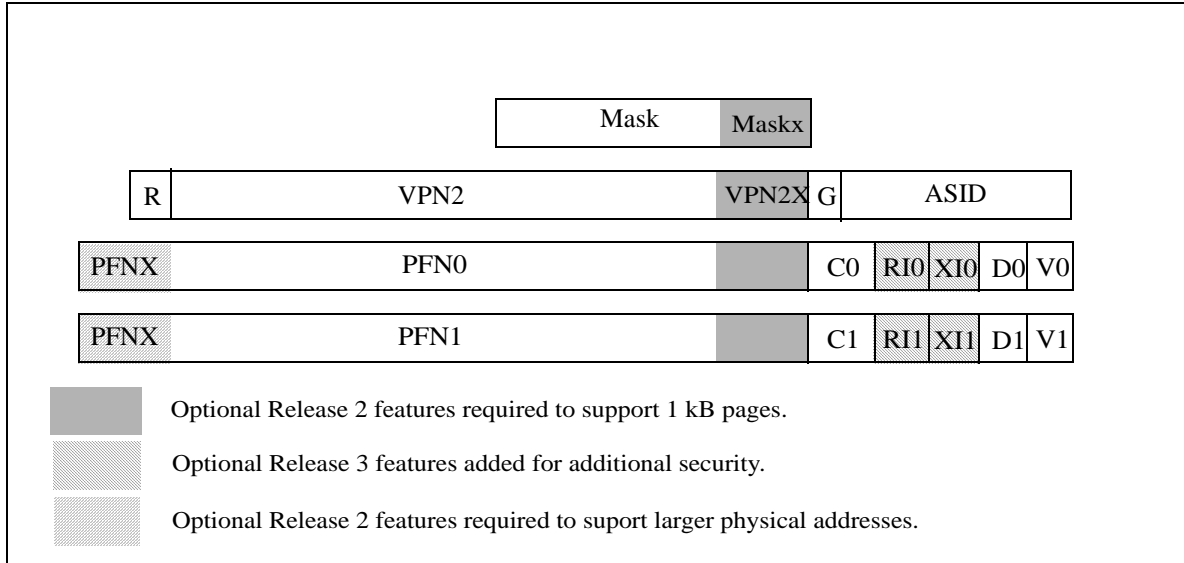 Mask Maskx
R VPN2 VPN2X G ASID
PFNX PFN0 C0 RI0 XI0 D0 V0
PFNX PFN1 C1 RI1 XI1 D1 V1
Optional Release 2 features required to support 1 kB pages.
Optional Release 3 features added for additional security.
Optional Release 2 features required to suport larger physical addresses.